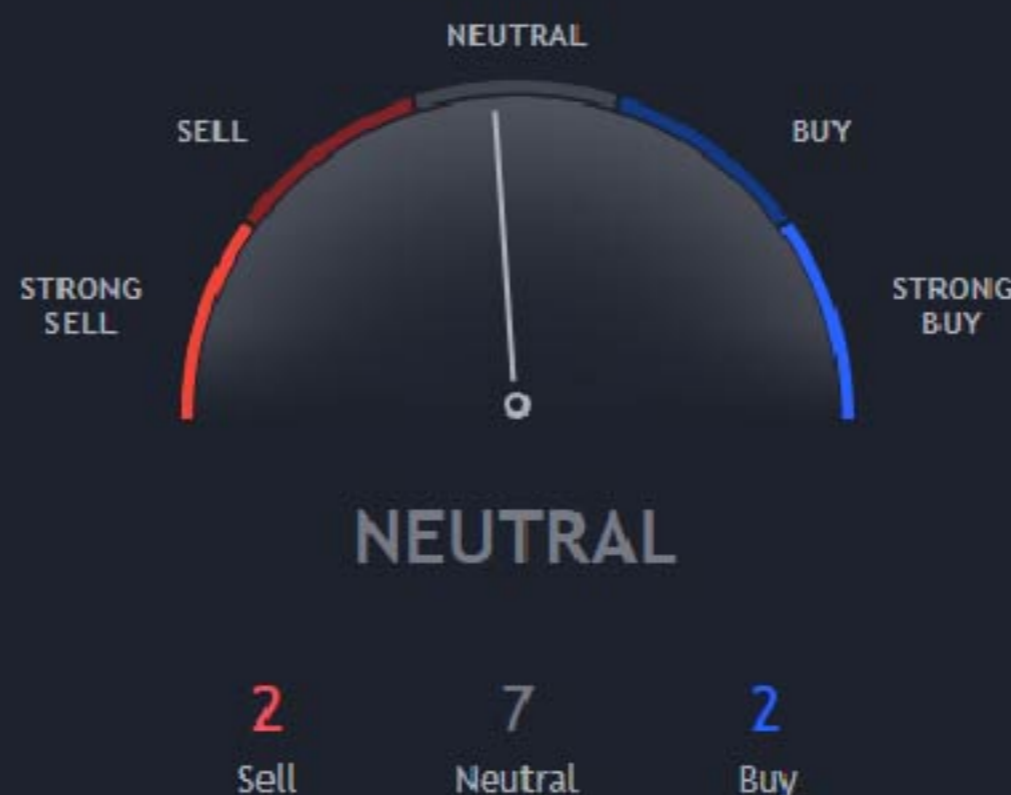 NEUTRAL
SELL
BUY
STRONG
SELL
STRONG
BUY
NEUTRAL
2
7
2
Sell
Neutral
Buy